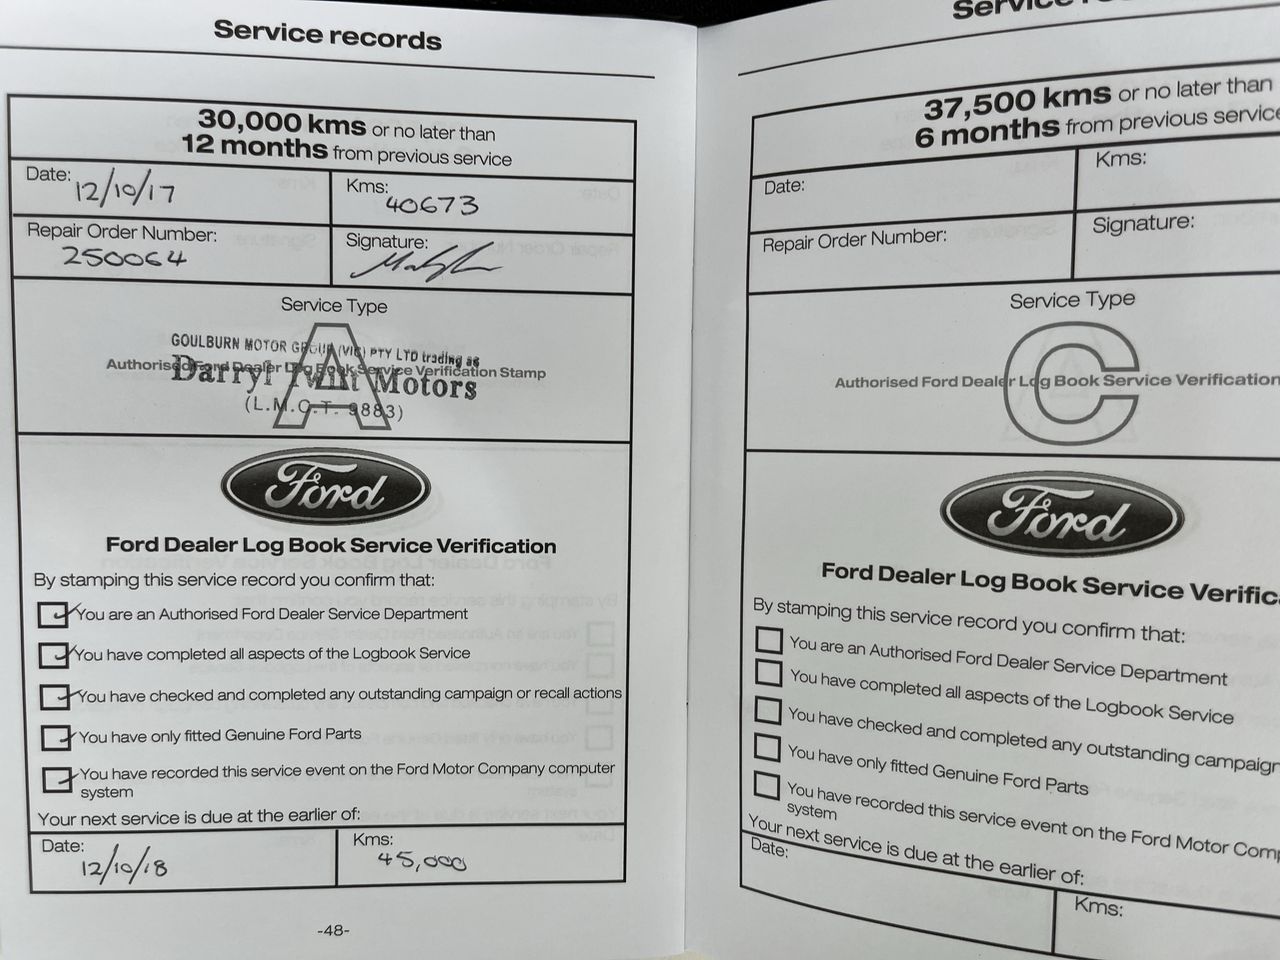 Service records
30,000 kms or no later than
12 months from previous service
Date: 12/10/17
Kms: 40673
Repair Order Number: 250064
Signature:
Service Type
A
GOULBURN MOTOR GROUP (VIC) PTY LTD trading as
Authorised Ford Dealer Log Book Service Verification Stamp
Darryl Motors
(L.M.C.T. 9883)
Ford
Ford Dealer Log Book Service Verification
By stamping this service record you confirm that:
You are an Authorised Ford Dealer Service Department
You have completed all aspects of the Logbook Service
You have checked and completed any outstanding campaign or recall actions
You have only fitted Genuine Ford Parts
You have recorded this service event on the Ford Motor Company computer
system
Your next service is due at the earlier of:
Date: 12/10/18
Kms: 45,000
-48-
Service
37,500 kms or no later than
6 months from previous service
Date:
Kms:
Repair Order Number:
Signature:
Service Type
C
Authorised Ford Dealer Log Book Service Verification
Ford
Ford Dealer Log Book Service Verific
By stamping this service record you confirm that:
You are an Authorised Ford Dealer Service Department
You have completed all aspects of the Logbook Service
You have checked and completed any outstanding campaign
You have only fitted Genuine Ford Parts
You have recorded this service event on the Ford Motor Comp
system
Your next service is due at the earlier of:
Date:
Kms: